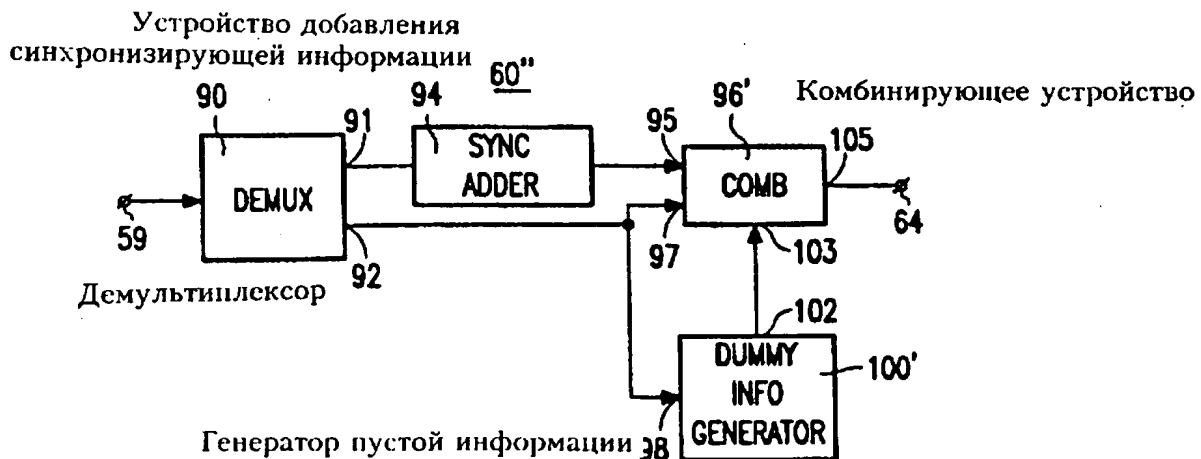 Устройство добавления
синхронизирующей информации
60"
90
91
94
95
96'
Комбинирующее устройство
105
SYNC
ADDER
DEMUX
COMB
59
92
97
103
64
Демультиплексор
102
DUMMY
INFO
GENERATOR
100'
Генератор пустой информации
98